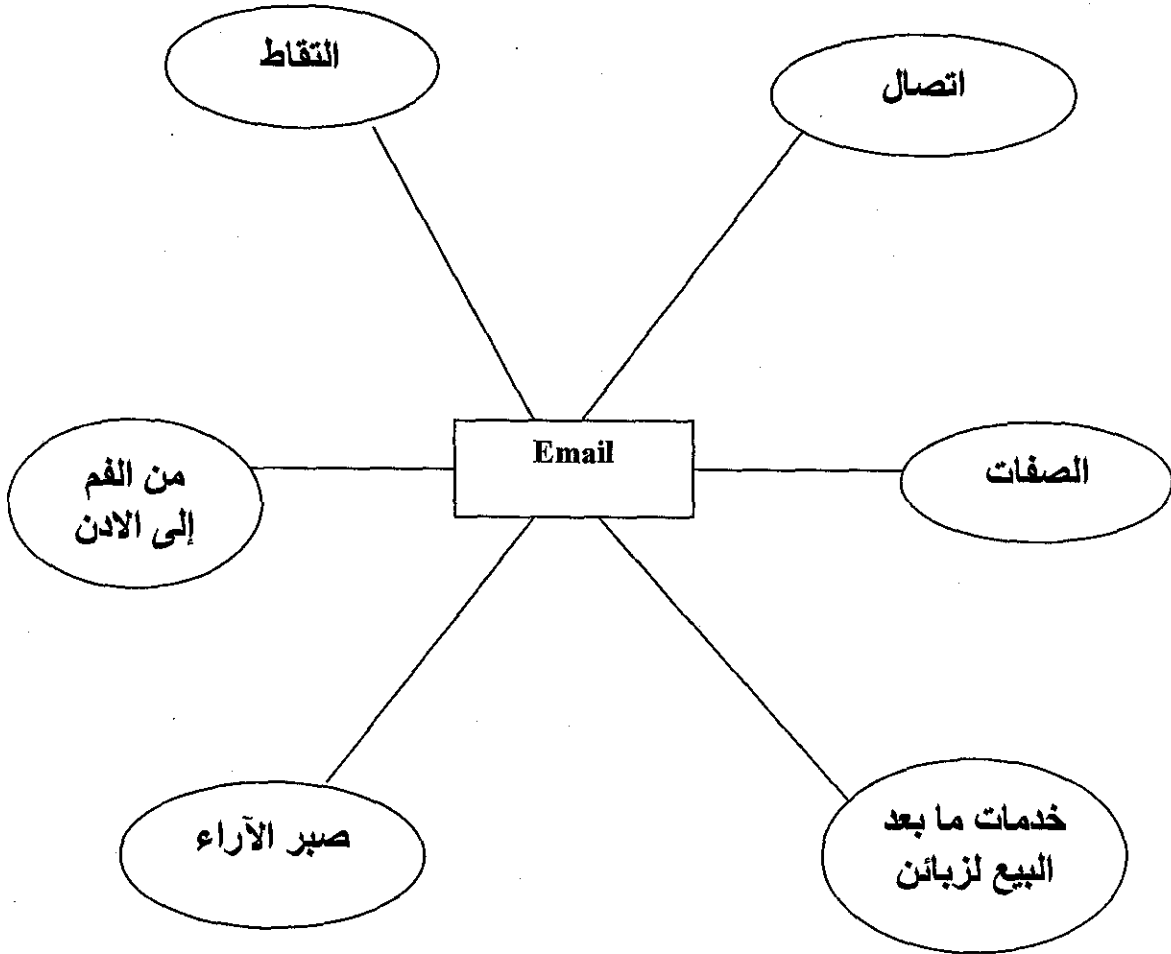 التقاط
اتصال
Email
من الفم
إلى الادن
الصفات
صبر الآراء
خدمات ما بعد
البيع لزبائن